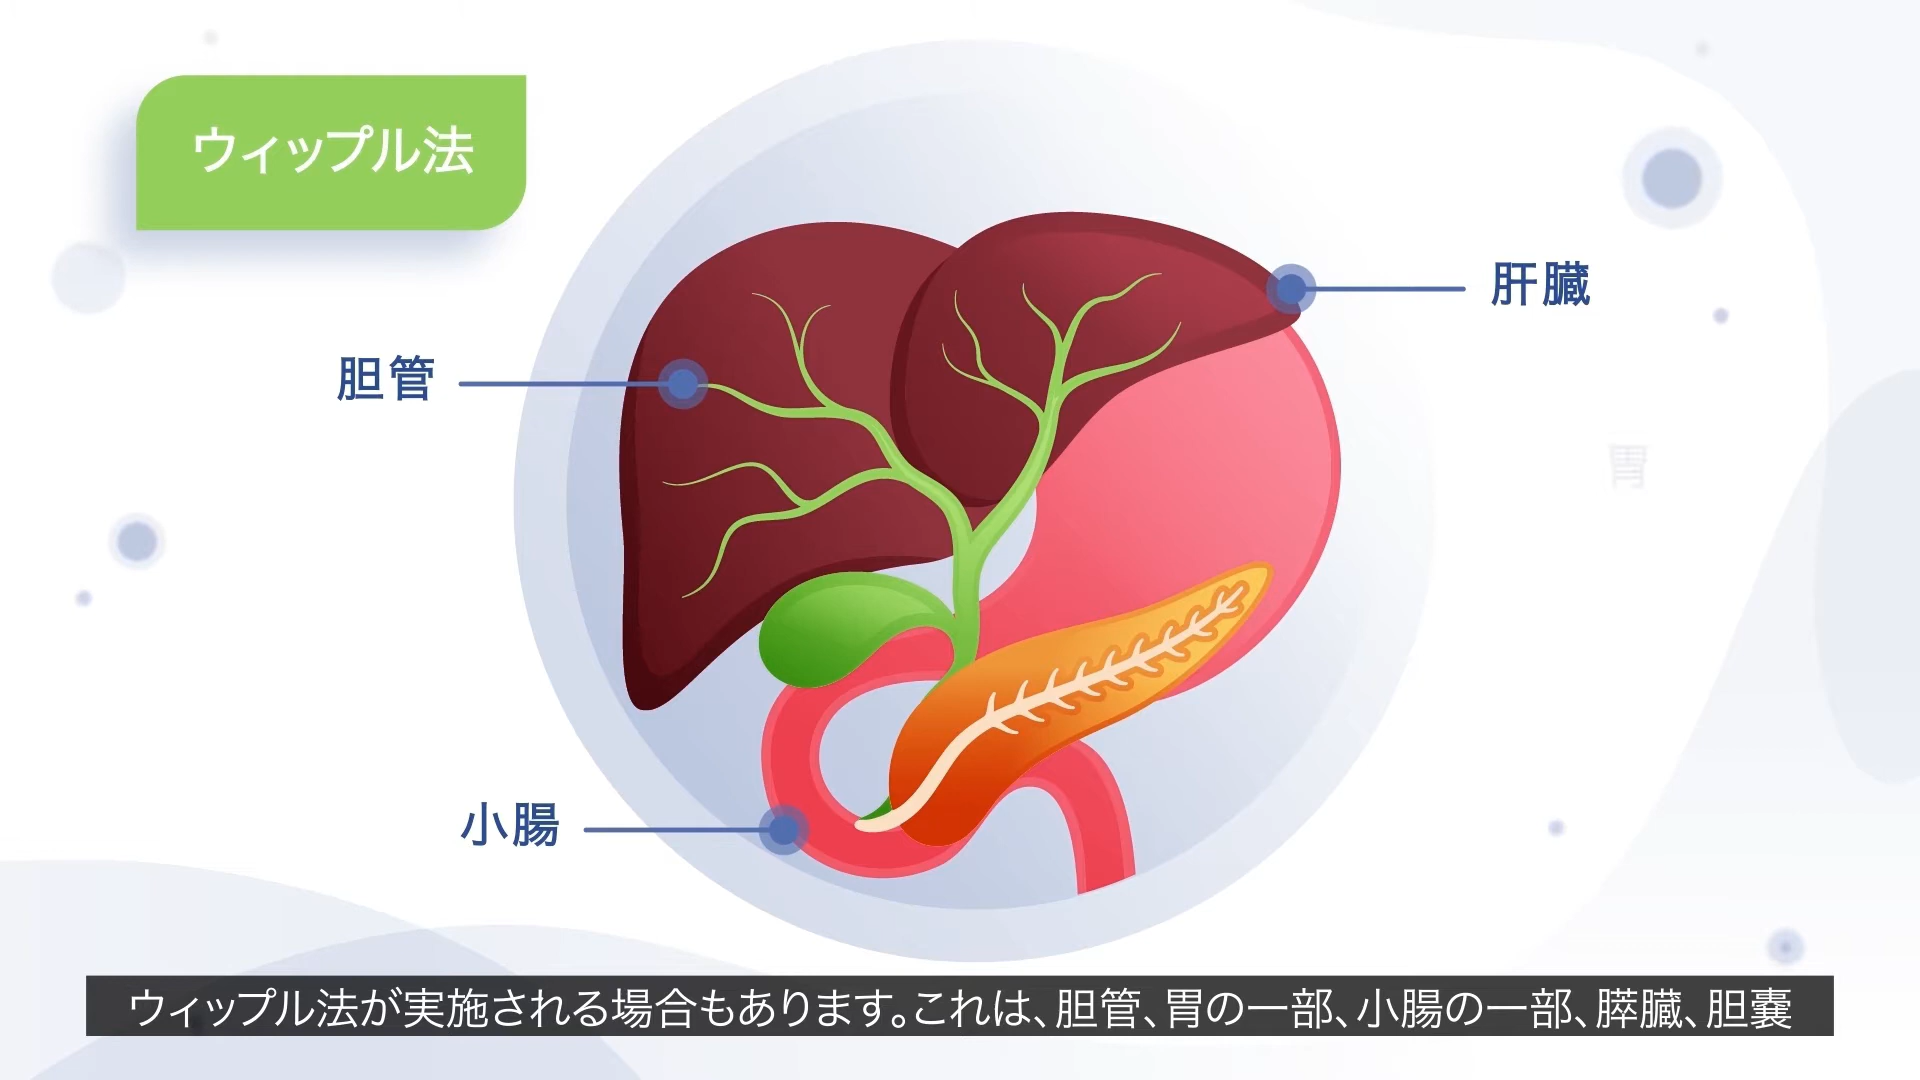 ウィップル法
肝臓
胆管
胃
小腸
ウィップル法が実施される場合もあります。これは、胆管、胃の一部、小腸の一部、膵臓、胆嚢